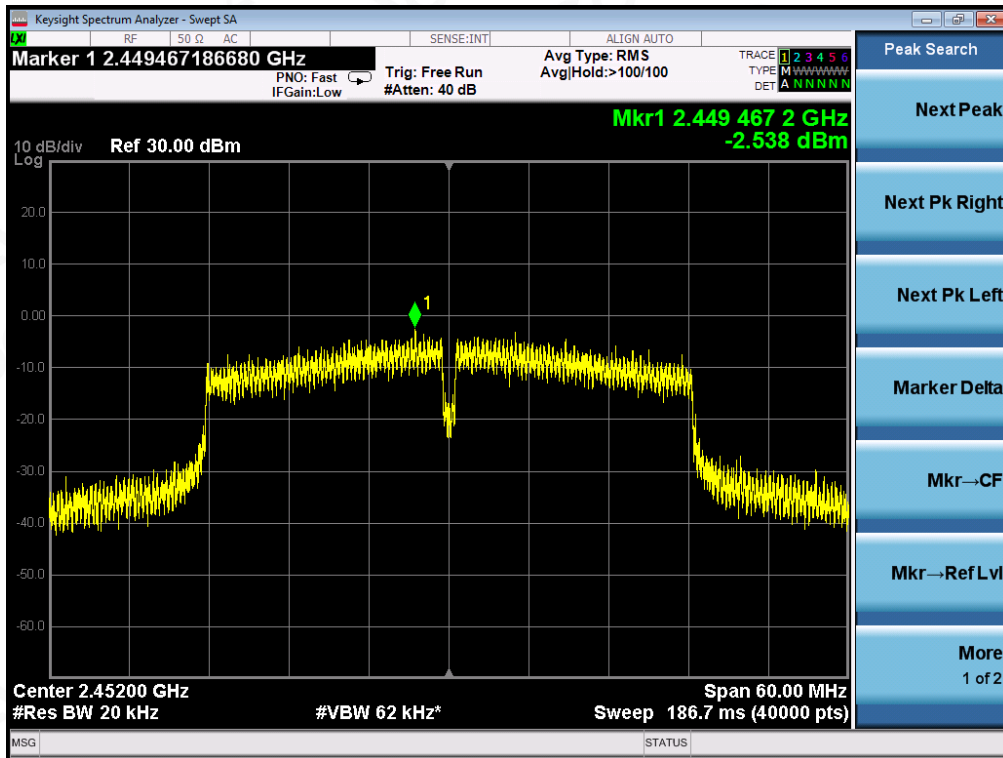 Keysight Spectrum Analyzer - Swept SA
LXI RF 50 Ω AC SENSE:INT ALIGN AUTO
Marker 1 2.449467186680 GHz
PNO: Fast
IFGain:Low
Trig: Free Run
#Atten: 40 dB
Avg Type: RMS
Avg|Hold:>100/100
TRACE 1 2 3 4 5 6
TYPE M WWWWW
DET A N N N N N
Mkr1 2.449 467 2 GHz
-2.538 dBm
10 dB/div Ref 30.00 dBm
Log
20.0
10.0
0.00
-10.0
-20.0
-30.0
-40.0
-50.0
-60.0
1
Center 2.45200 GHz Span 60.00 MHz
#Res BW 20 kHz #VBW 62 kHz* Sweep 186.7 ms (40000 pts)
MSG STATUS
Peak Search
Next Peak
Next Pk Right
Next Pk Left
Marker Delta
Mkr→CF
Mkr→Ref Lvl
More
1 of 2